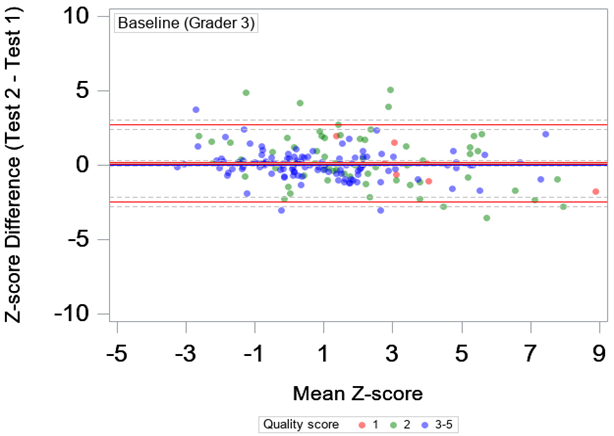 Baseline (Grader 3)
Z-score Difference (Test 2 - Test 1)
10
5
0
-5
-10
-5 -3 -1 1 3 5 7 9
Mean Z-score
Quality score 1 2 3-5